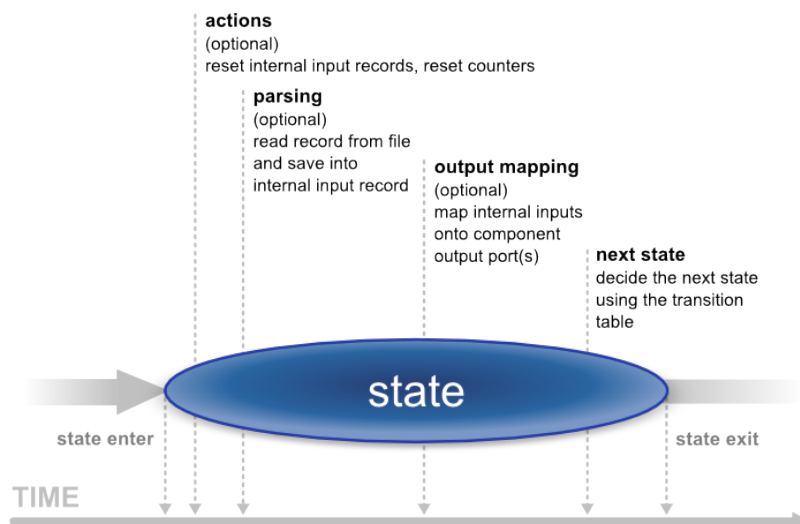 actions
(optional)
reset internal input records, reset counters
parsing
(optional)
read record from file
and save into
internal input record
output mapping
(optional)
map internal inputs
onto component
output port(s)
next state
decide the next state
using the transition
table
state
state enter
state exit
TIME